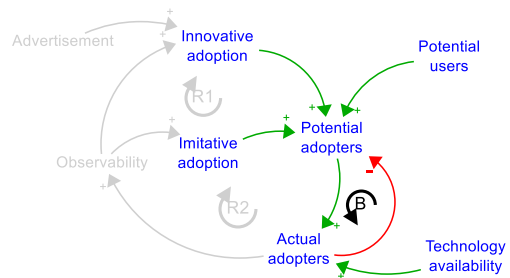 Advertisement
Innovative
adoption
Potential
users
R1
Potential
adopters
Observability
Imitative
adoption
R2
B
Actual
adopters
Technology
availability
+
+
+
+
+
+
+
+
-
+
+